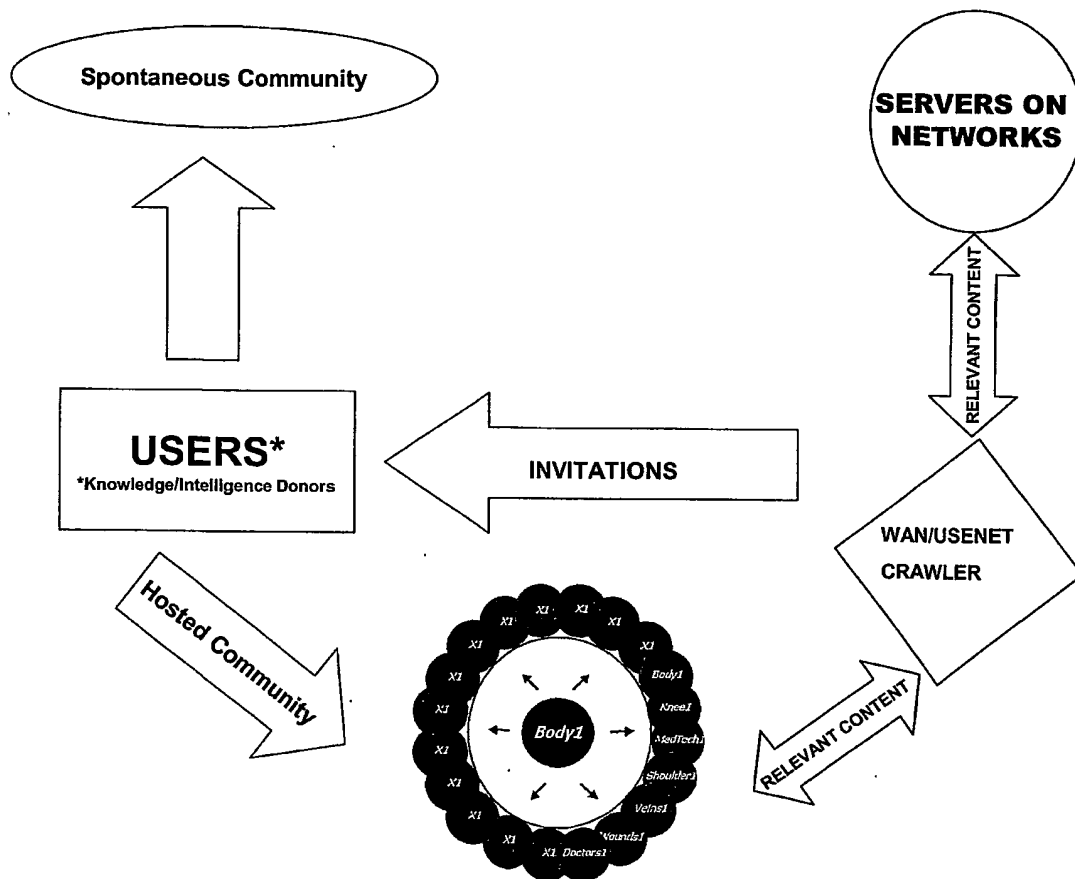 Spontaneous Community
SERVERS ON
NETWORKS
RELEVANT CONTENT
USERS*
*Knowledge/Intelligence Donors
INVITATIONS
WAN/USENET
CRAWLER
Hosted Community
RELEVANT CONTENT
X1
X1
X1
X1
Body1
Knee1
MedTech1
Shoulder1
Veins1
Wounds1
Doctors1
X1
X1
X1
X1
X1
X1
X1
X1
X1
Body1